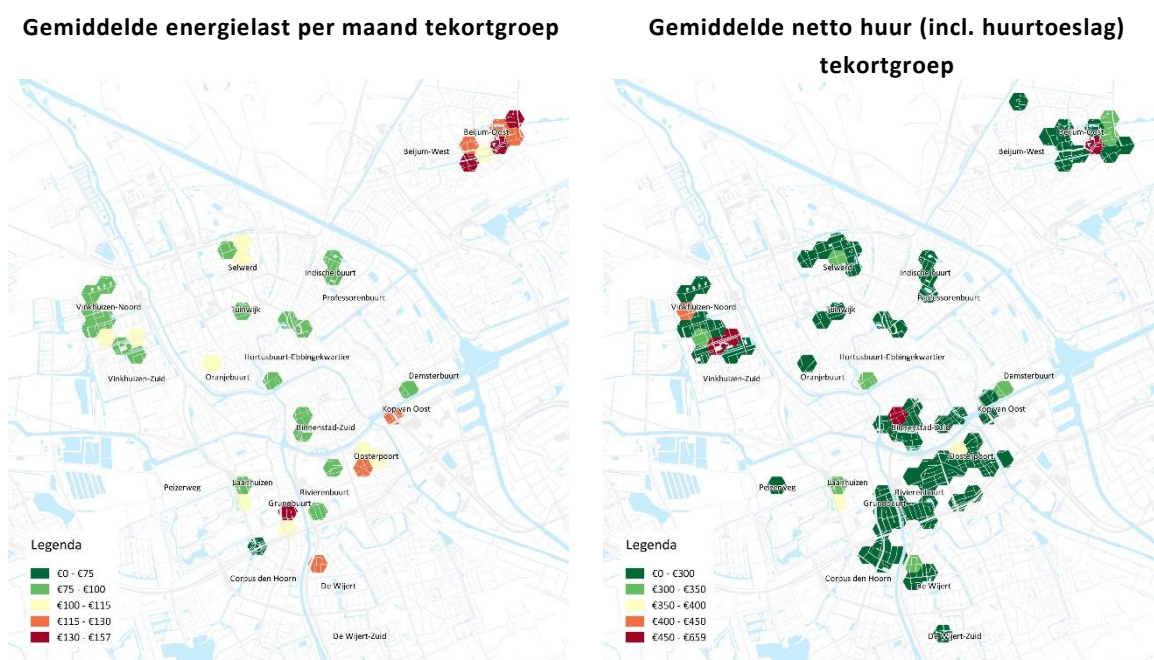 Gemiddelde energielast per maand tekortgroep
Beijum-Oost
Beijum-West
Selwerd
Indische buurt
Vinkhuizen-Noord
Professorenbuurt
Tuinwijk
Hortusbuurt-Ebbingekwartier
Vinkhuizen-Zuid
Oranjebuurt
Damsterbuurt
Kop van Oost
Binnenstad-Zuid
Oosterpoort
Peizerweg
Laanhuizen
Rivierenbuurt
Grunobuurt
Corpus den Hoorn
De Wijert
De Wijert-Zuid
Legenda
€0 - €75
€75 - €100
€100 - €115
€115 - €130
€130 - €157
Gemiddelde netto huur (incl. huurtoeslag)
tekortgroep
Beijum-Oost
Beijum-West
Selwerd
Indische buurt
Vinkhuizen-Noord
Professorenbuurt
Tuinwijk
Hortusbuurt-Ebbingekwartier
Vinkhuizen-Zuid
Oranjebuurt
Damsterbuurt
Kop van Oost
Binnenstad-Zuid
Oosterpoort
Peizerweg
Laanhuizen
Rivierenbuurt
Grunobuurt
Corpus den Hoorn
De Wijert
De Wijert-Zuid
Legenda
€0 - €300
€300 - €350
€350 - €400
€400 - €450
€450 - €659